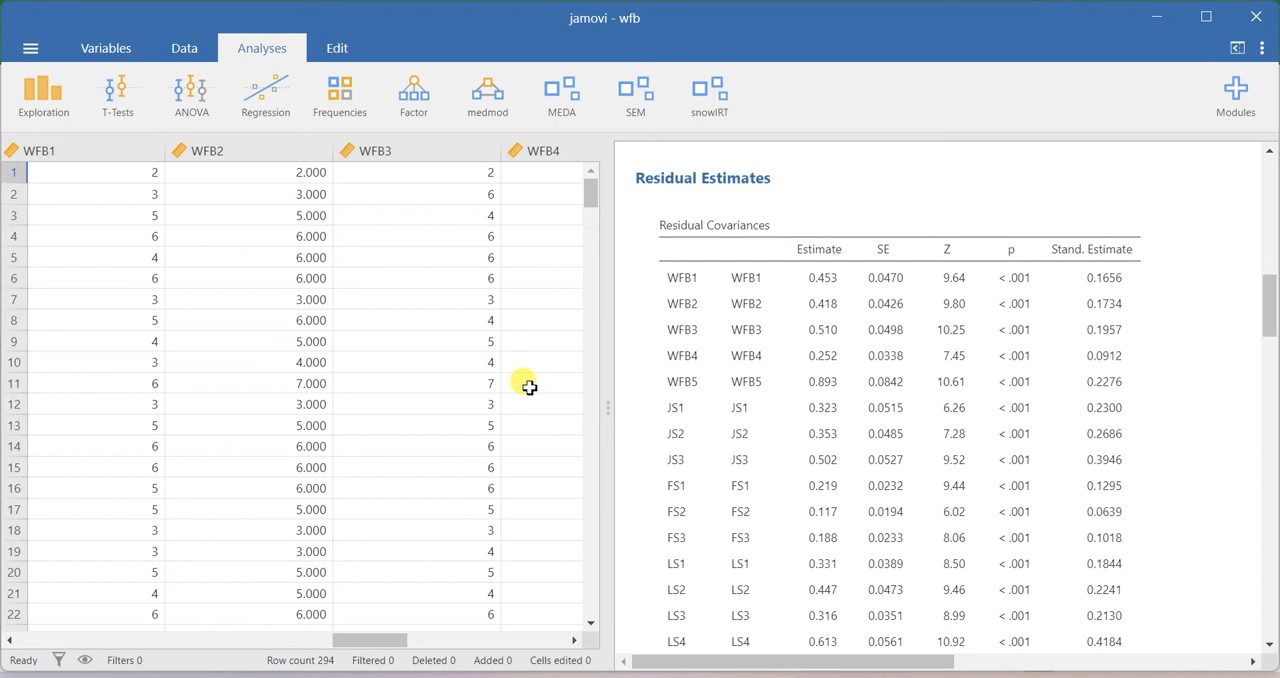 jamovi - wfb
Variables Data Analyses Edit
Exploration T-Tests ANOVA Regression Frequencies Factor medmod MEDA SEM snowIRT Modules
WFB1 WFB2 WFB3 WFB4
1 2 2.000 2
2 3 3.000 6
3 5 5.000 4
4 6 6.000 6
5 4 6.000 6
6 6 6.000 6
7 3 3.000 3
8 5 6.000 4
9 4 5.000 5
10 3 4.000 4
11 6 7.000 7
12 3 3.000 3
13 5 5.000 5
14 6 6.000 6
15 6 6.000 6
16 5 5.000 6
17 5 5.000 5
18 3 3.000 3
19 3 3.000 4
20 5 5.000 5
21 4 5.000 4
22 6 6.000 6
Ready Filters 0 Row count 294 Filtered 0 Deleted 0 Added 0 Cells edited 0
Residual Estimates
Residual Covariances
Estimate SE Z p Stand. Estimate
WFB1 WFB1 0.453 0.0470 9.64 < .001 0.1656
WFB2 WFB2 0.418 0.0426 9.80 < .001 0.1734
WFB3 WFB3 0.510 0.0498 10.25 < .001 0.1957
WFB4 WFB4 0.252 0.0338 7.45 < .001 0.0912
WFB5 WFB5 0.893 0.0842 10.61 < .001 0.2276
JS1 JS1 0.323 0.0515 6.26 < .001 0.2300
JS2 JS2 0.353 0.0485 7.28 < .001 0.2686
JS3 JS3 0.502 0.0527 9.52 < .001 0.3946
FS1 FS1 0.219 0.0232 9.44 < .001 0.1295
FS2 FS2 0.117 0.0194 6.02 < .001 0.0639
FS3 FS3 0.188 0.0233 8.06 < .001 0.1018
LS1 LS1 0.331 0.0389 8.50 < .001 0.1844
LS2 LS2 0.447 0.0473 9.46 < .001 0.2241
LS3 LS3 0.316 0.0351 8.99 < .001 0.2130
LS4 LS4 0.613 0.0561 10.92 < .001 0.4184